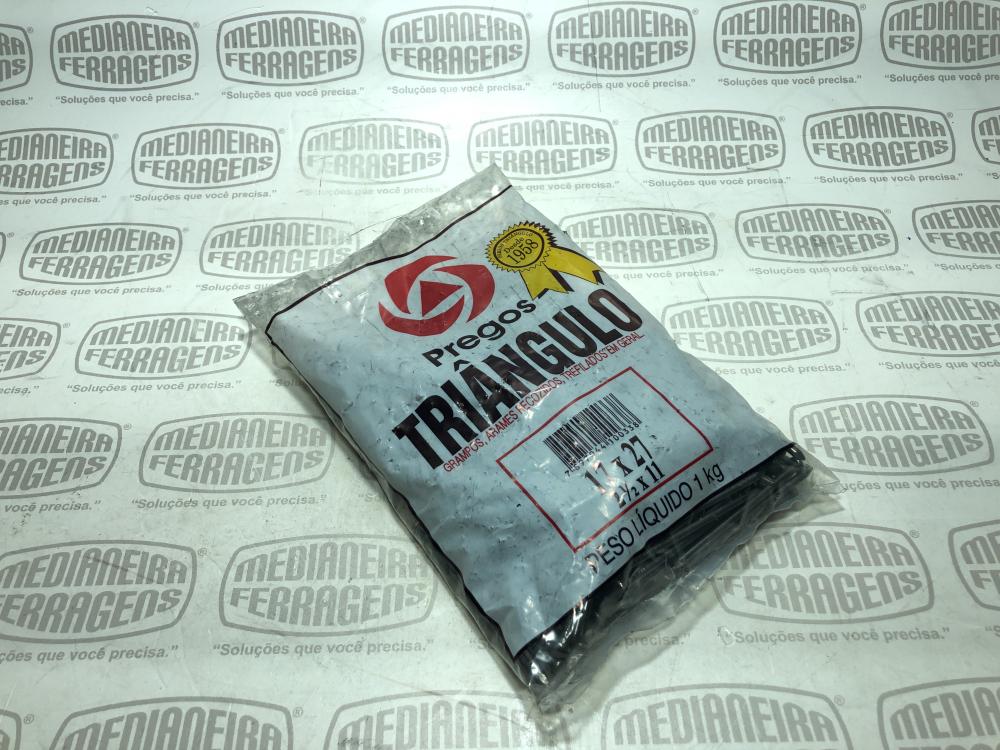 MEDIANEIRA
FERRAGENS
"Soluções que você precisa."
Desde
1958
Pregos
TRIÂNGULO
GRAMPOS, ARAMES RECOZIDOS, TREFILADOS EM GERAL
17 x 27
2½ x 11
PESO LÍQUIDO 1 kg